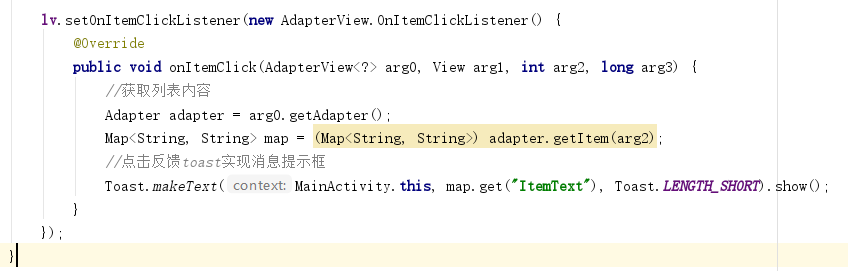 lv.setOnItemClickListener(new AdapterView.OnItemClickListener() {
@Override
public void onItemClick(AdapterView<?> arg0, View arg1, int arg2, long arg3) {
//获取列表内容
Adapter adapter = arg0.getAdapter();
Map<String, String> map = (Map<String, String>) adapter.getItem(arg2);
//点击反馈toast实现消息提示框
Toast.makeText( context: MainActivity.this, map.get("ItemText"), Toast.LENGTH_SHORT).show();
}
});
}